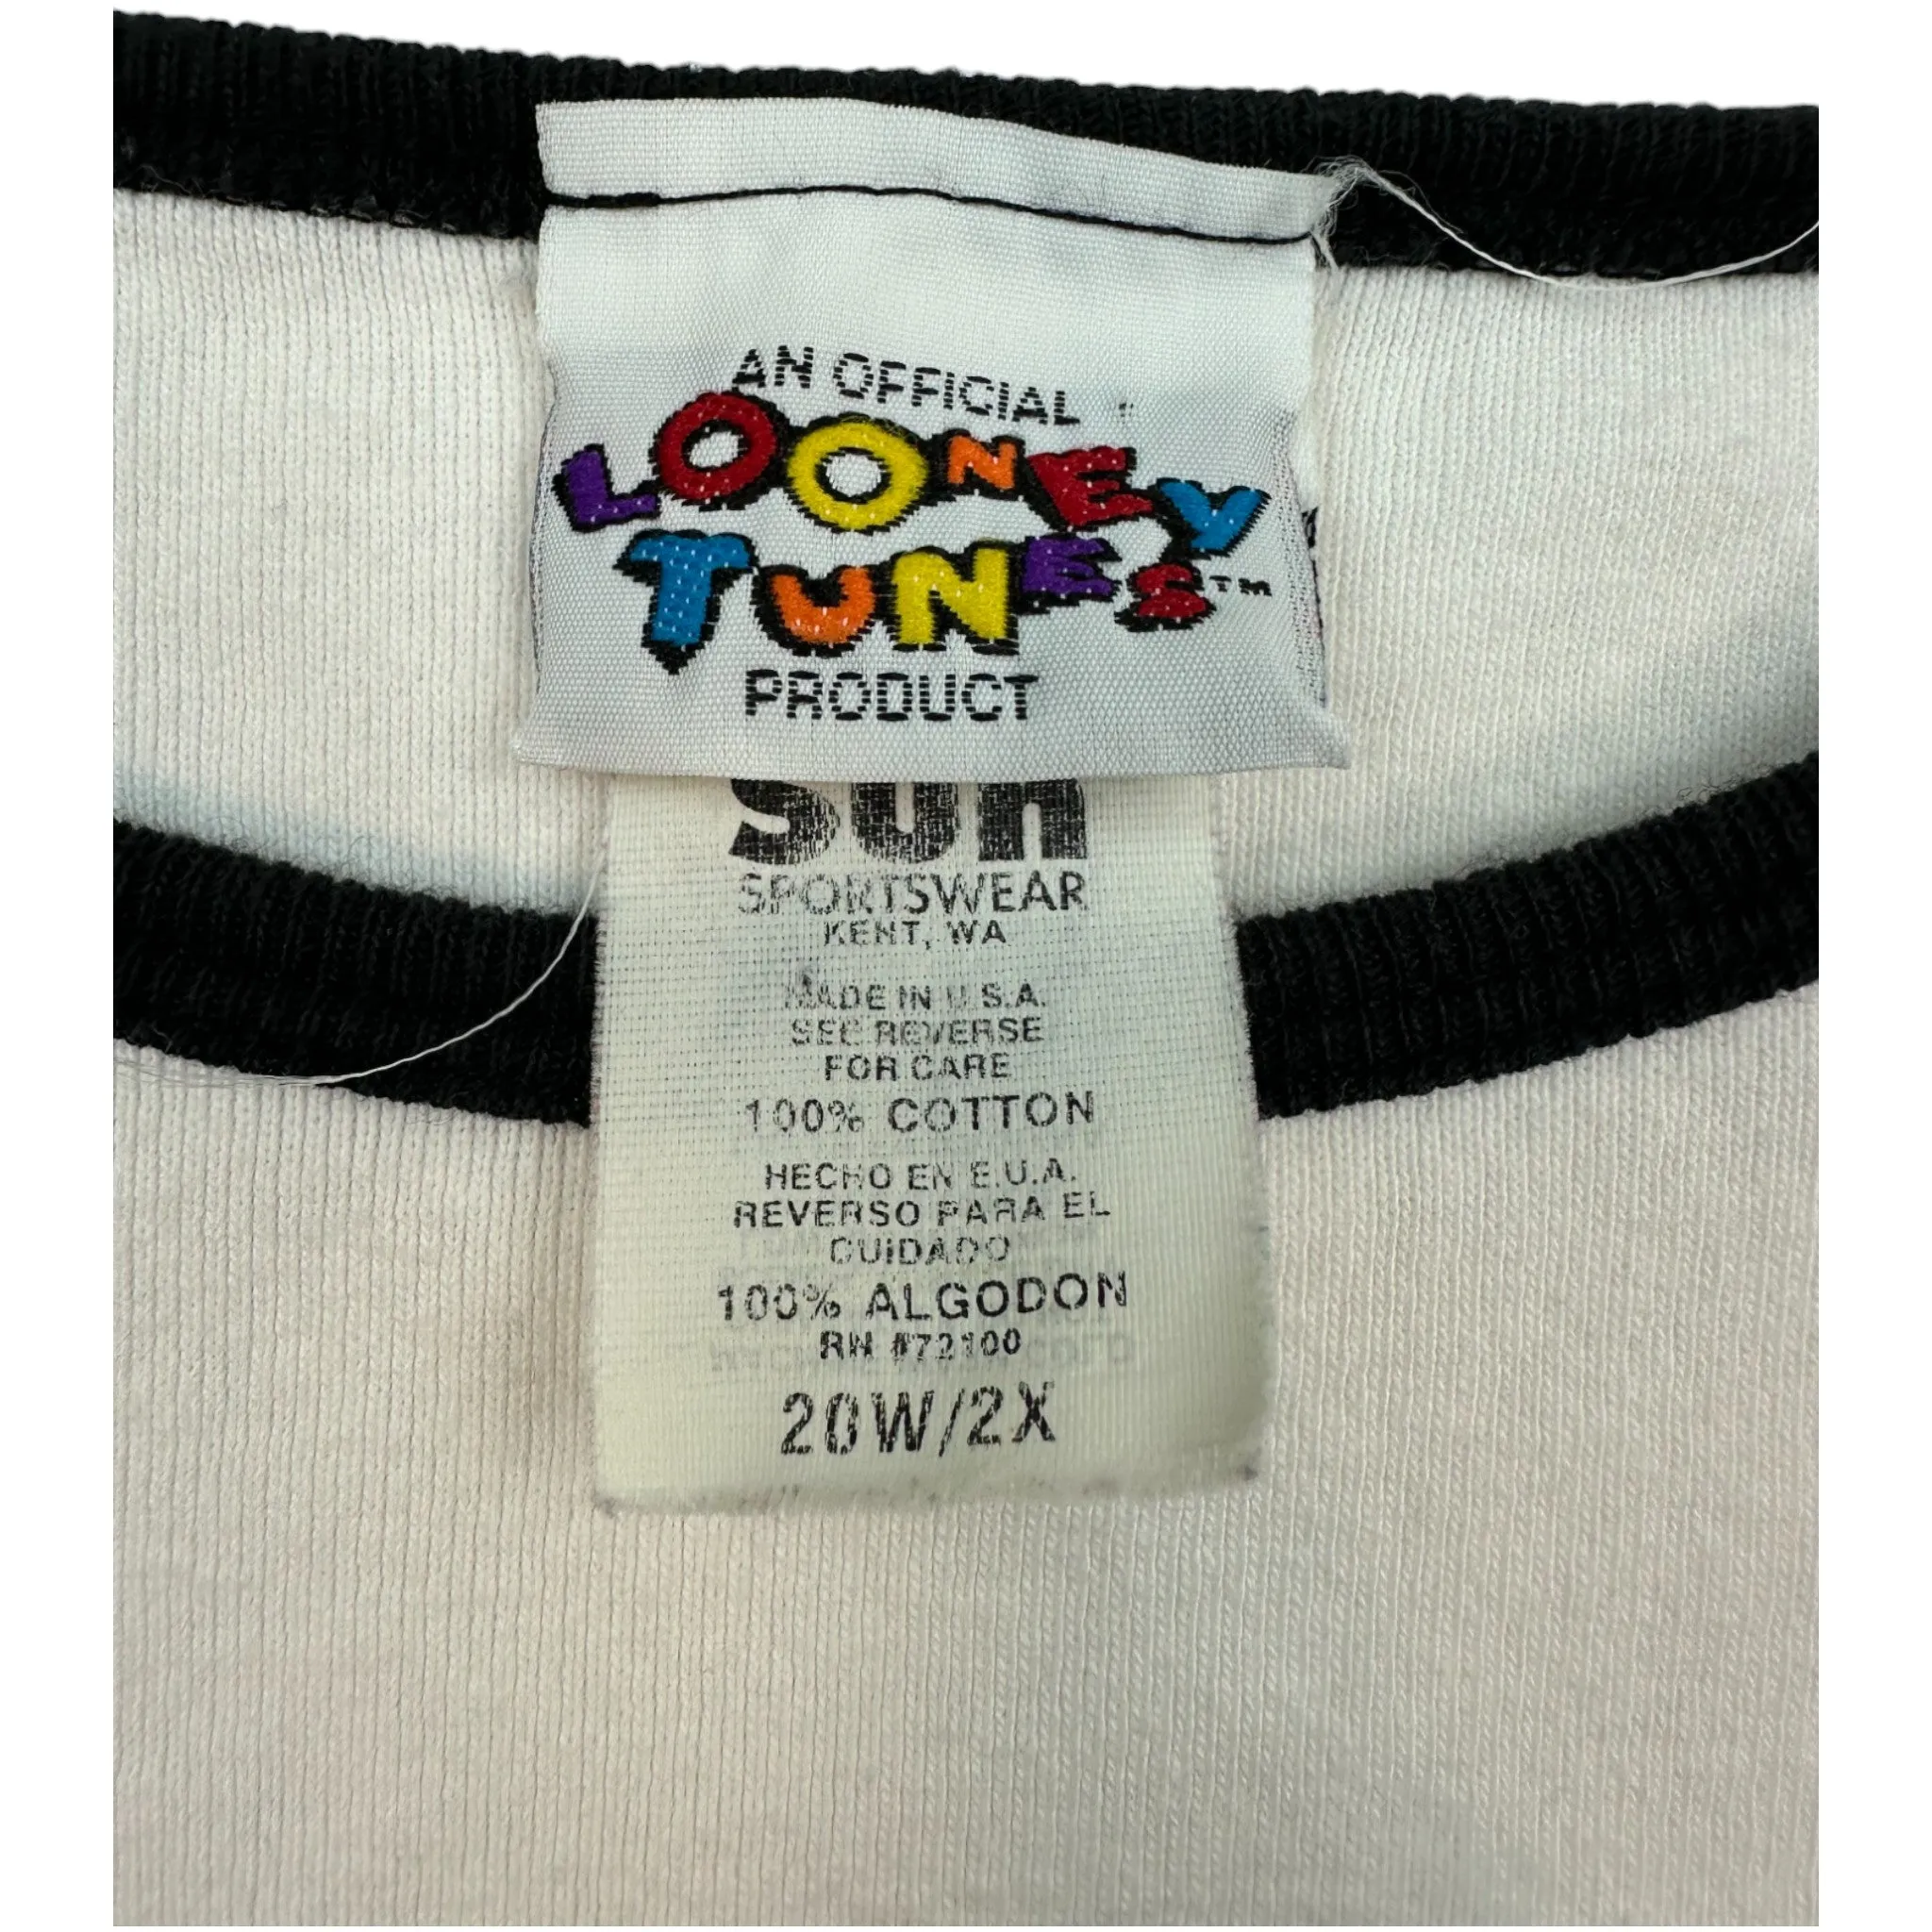 AN OFFICIAL
LOONEY
TUNES™
PRODUCT
sun
SPORTSWEAR
KENT, WA
MADE IN U.S.A.
SEE REVERSE
FOR CARE
100% COTTON
HECHO EN E.U.A.
REVERSO PARA EL
CUIDADO
100% ALGODON
RN #72100
20W/2X